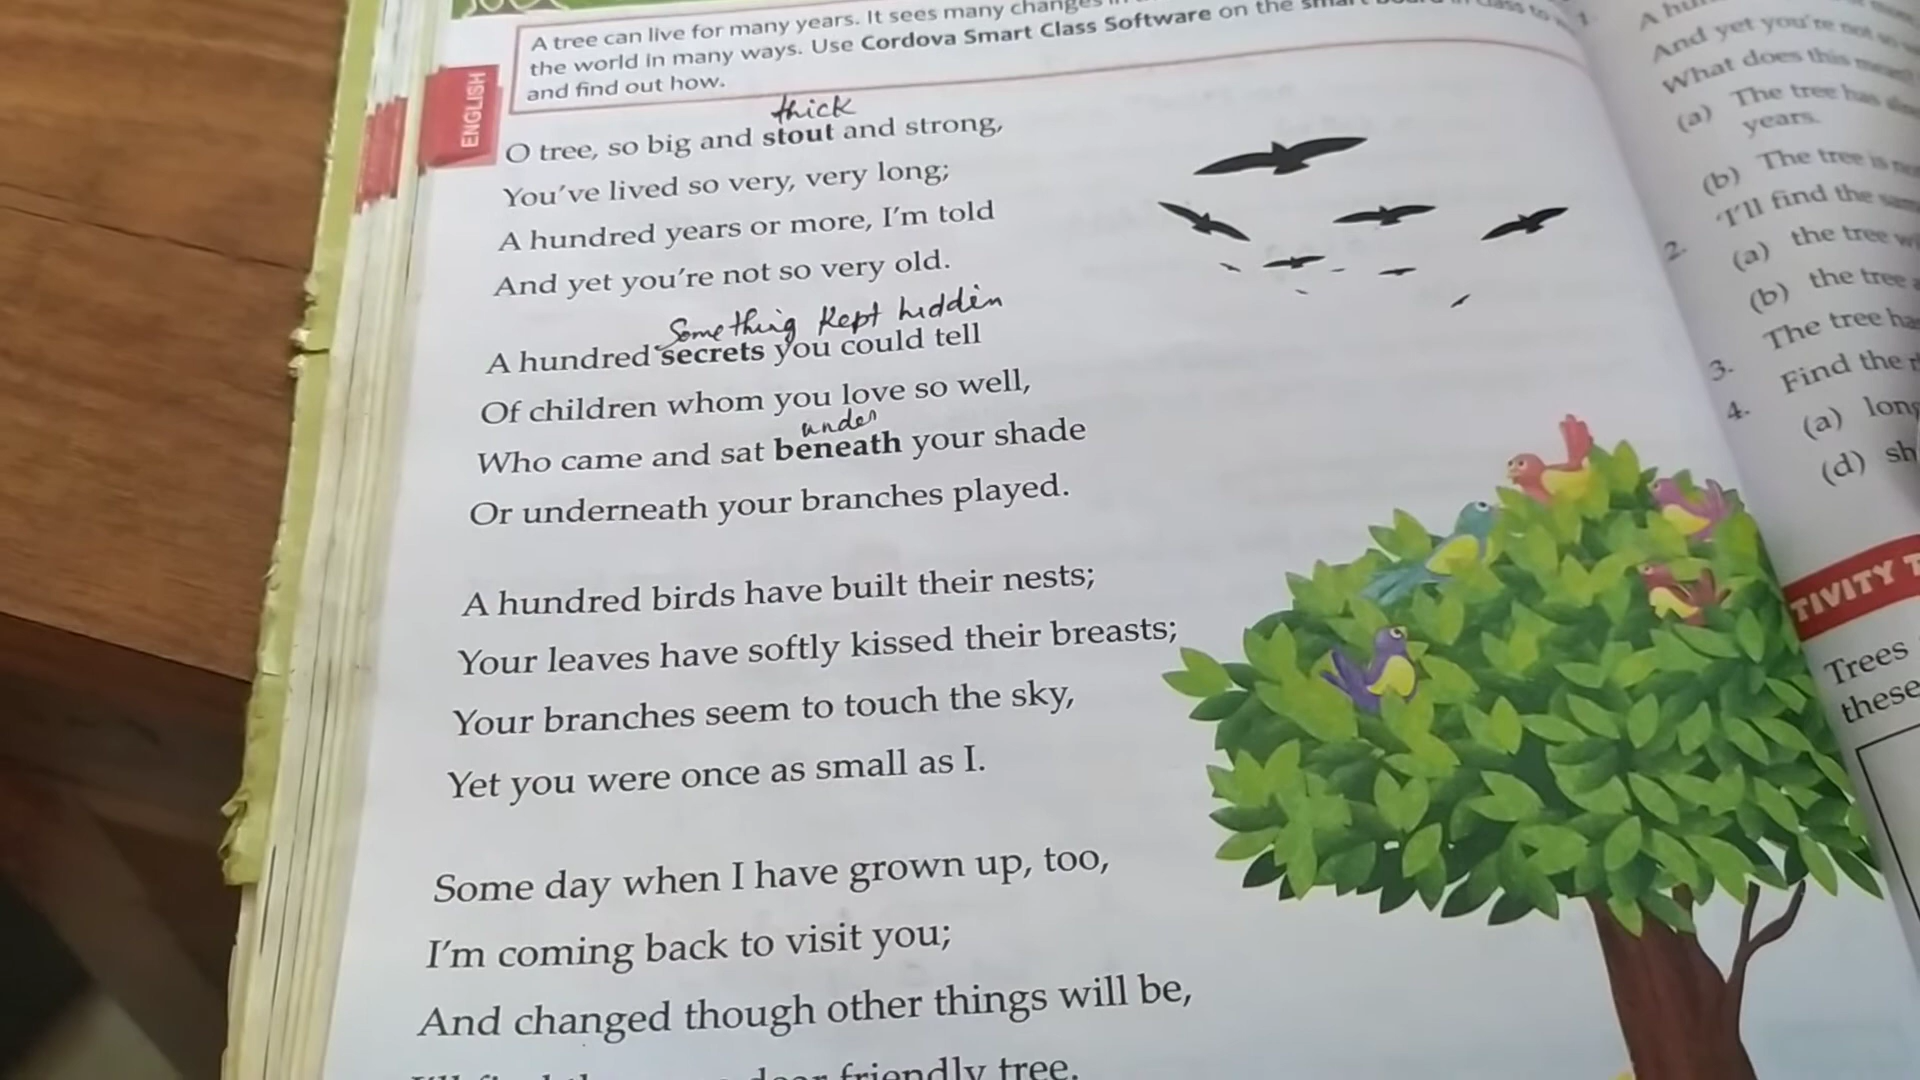 A tree can live for many years. It sees many changes
the world in many ways. Use Cordova Smart Class Software on the smart board in class to
and find out how.
ENGLISH
thick
O tree, so big and stout and strong,
You've lived so very, very long;
A hundred years or more, I'm told
And yet you're not so very old.
Something kept hidden
A hundred secrets you could tell
Of children whom you love so well,
under
Who came and sat beneath your shade
Or underneath your branches played.
A hundred birds have built their nests;
Your leaves have softly kissed their breasts;
Your branches seem to touch the sky,
Yet you were once as small as I.
Some day when I have grown up, too,
I'm coming back to visit you;
And changed though other things will be,
friendly tree.
1.
And yet you're not so
What does this mean?
(a) The tree has
years.
(b) The tree is
2. 'I'll find the same
(a) the tree
(b) the tree
3. The tree
4. Find the
(a) long
(d) sh
TIVITY T
Trees
these